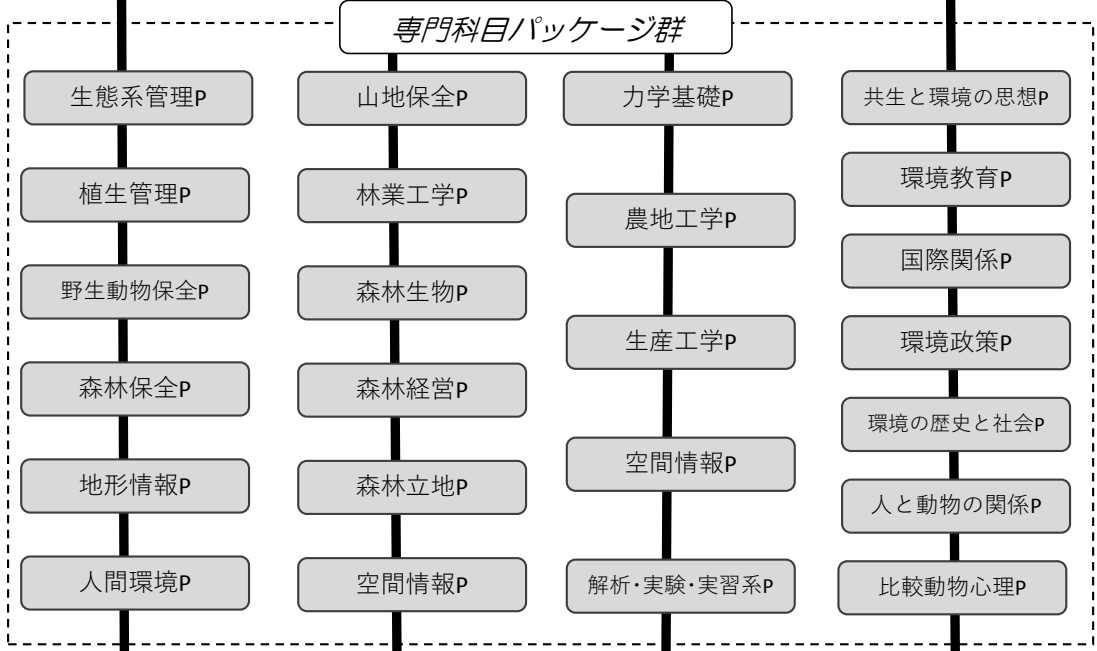 専門科目パッケージ群
生態系管理P
植生管理P
野生動物保全P
森林保全P
地形情報P
人間環境P
山地保全P
林業工学P
森林生物P
森林経営P
森林立地P
空間情報P
力学基礎P
農地工学P
生産工学P
空間情報P
解析・実験・実習系P
共生と環境の思想P
環境教育P
国際関係P
環境政策P
環境の歴史と社会P
人と動物の関係P
比較動物心理P